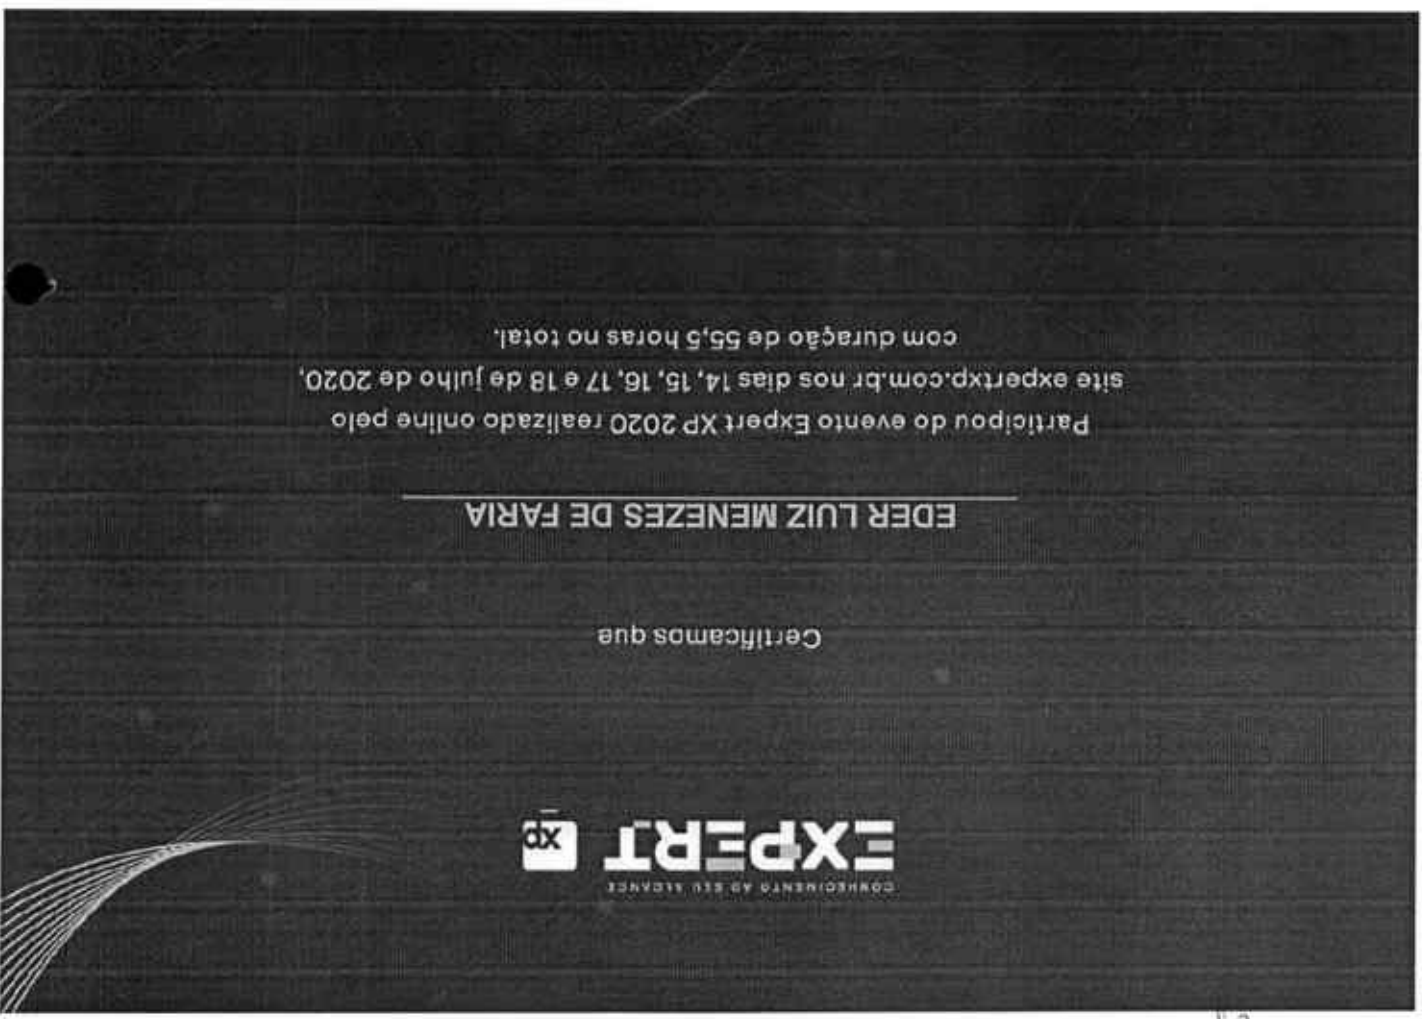 CONHECIMENTO AO SEU ALCANCE
EXPERT xp
Certificamos que
EDER LUIZ MENEZES DE FARIA
Participou do evento Expert XP 2020 realizado online pelo
site expertxp.com.br nos dias 14, 15, 16, 17 e 18 de julho de 2020,
com duração de 55,5 horas no total.